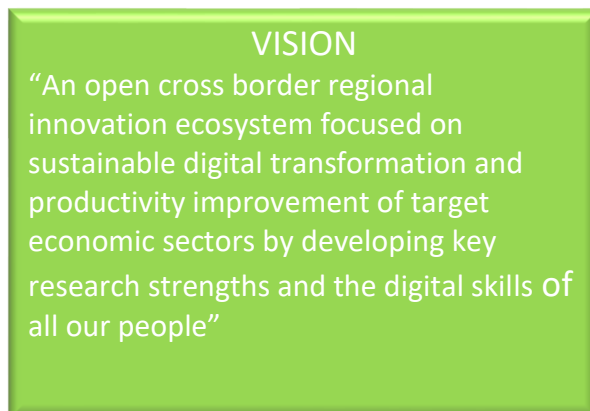 VISION
“An open cross border regional
innovation ecosystem focused on
sustainable digital transformation and
productivity improvement of target
economic sectors by developing key
research strengths and the digital skills of
all our people”